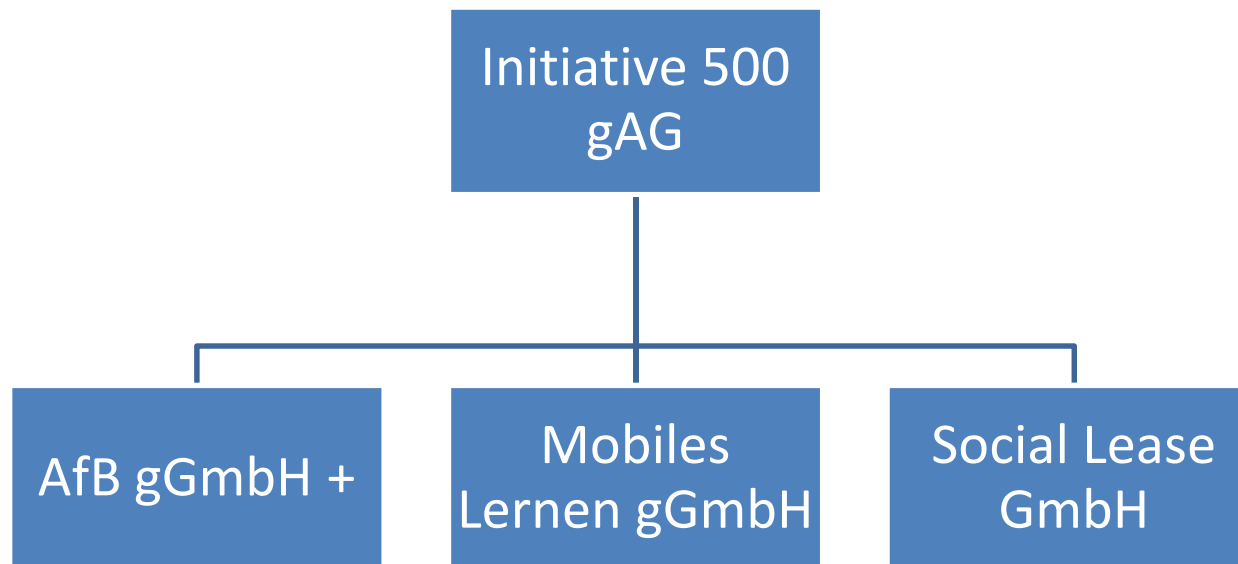 Initiative 500
gAG
AfB gGmbH +
Mobiles
Lernen gGmbH
Social Lease
GmbH